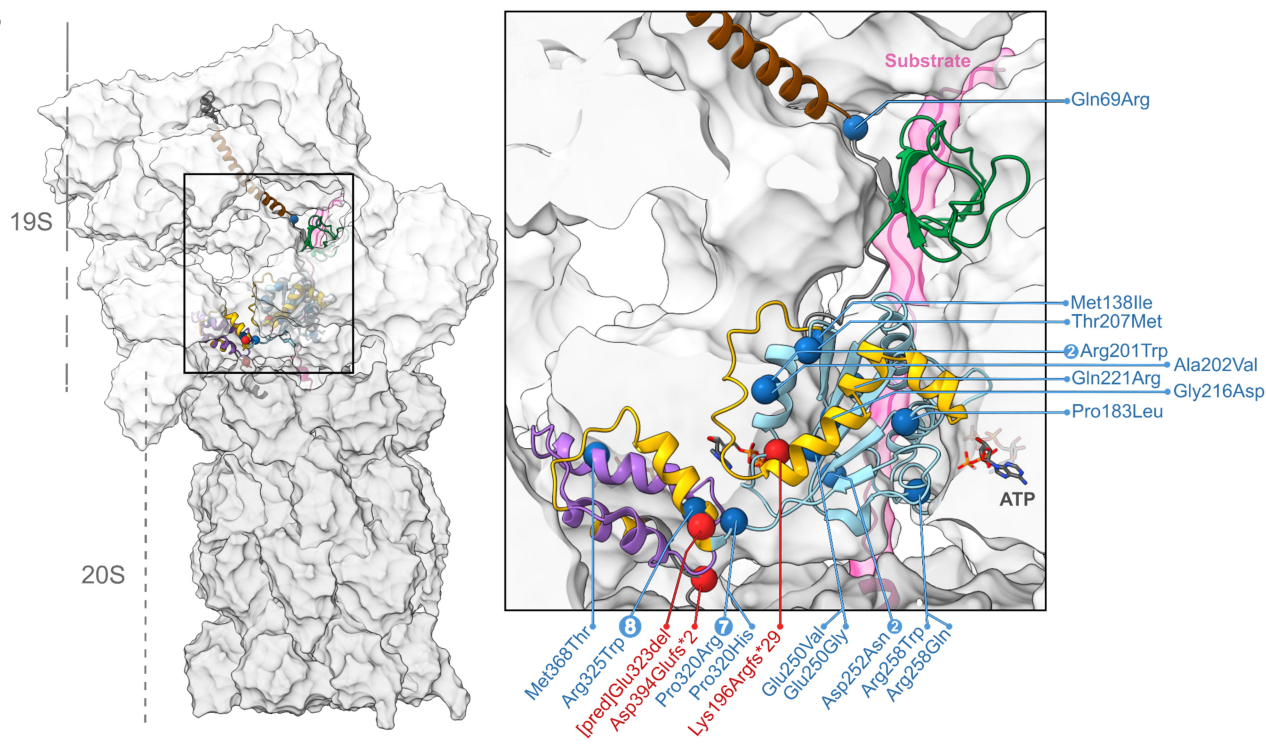 19S
20S
Substrate
Gln69Arg
Met138Ile
Thr207Met
2 Arg201Trp
Ala202Val
Gln221Arg
Gly216Asp
Pro183Leu
ATP
Met368Thr
Arg325Trp 8
[pred]Glu323del
Asp394Glufs*2
Pro320Arg 7
Pro320His
Lys196Argfs*29
Glu250Val
Glu250Gly
Asp252Asn 2
Arg258Trp
Arg258Gln